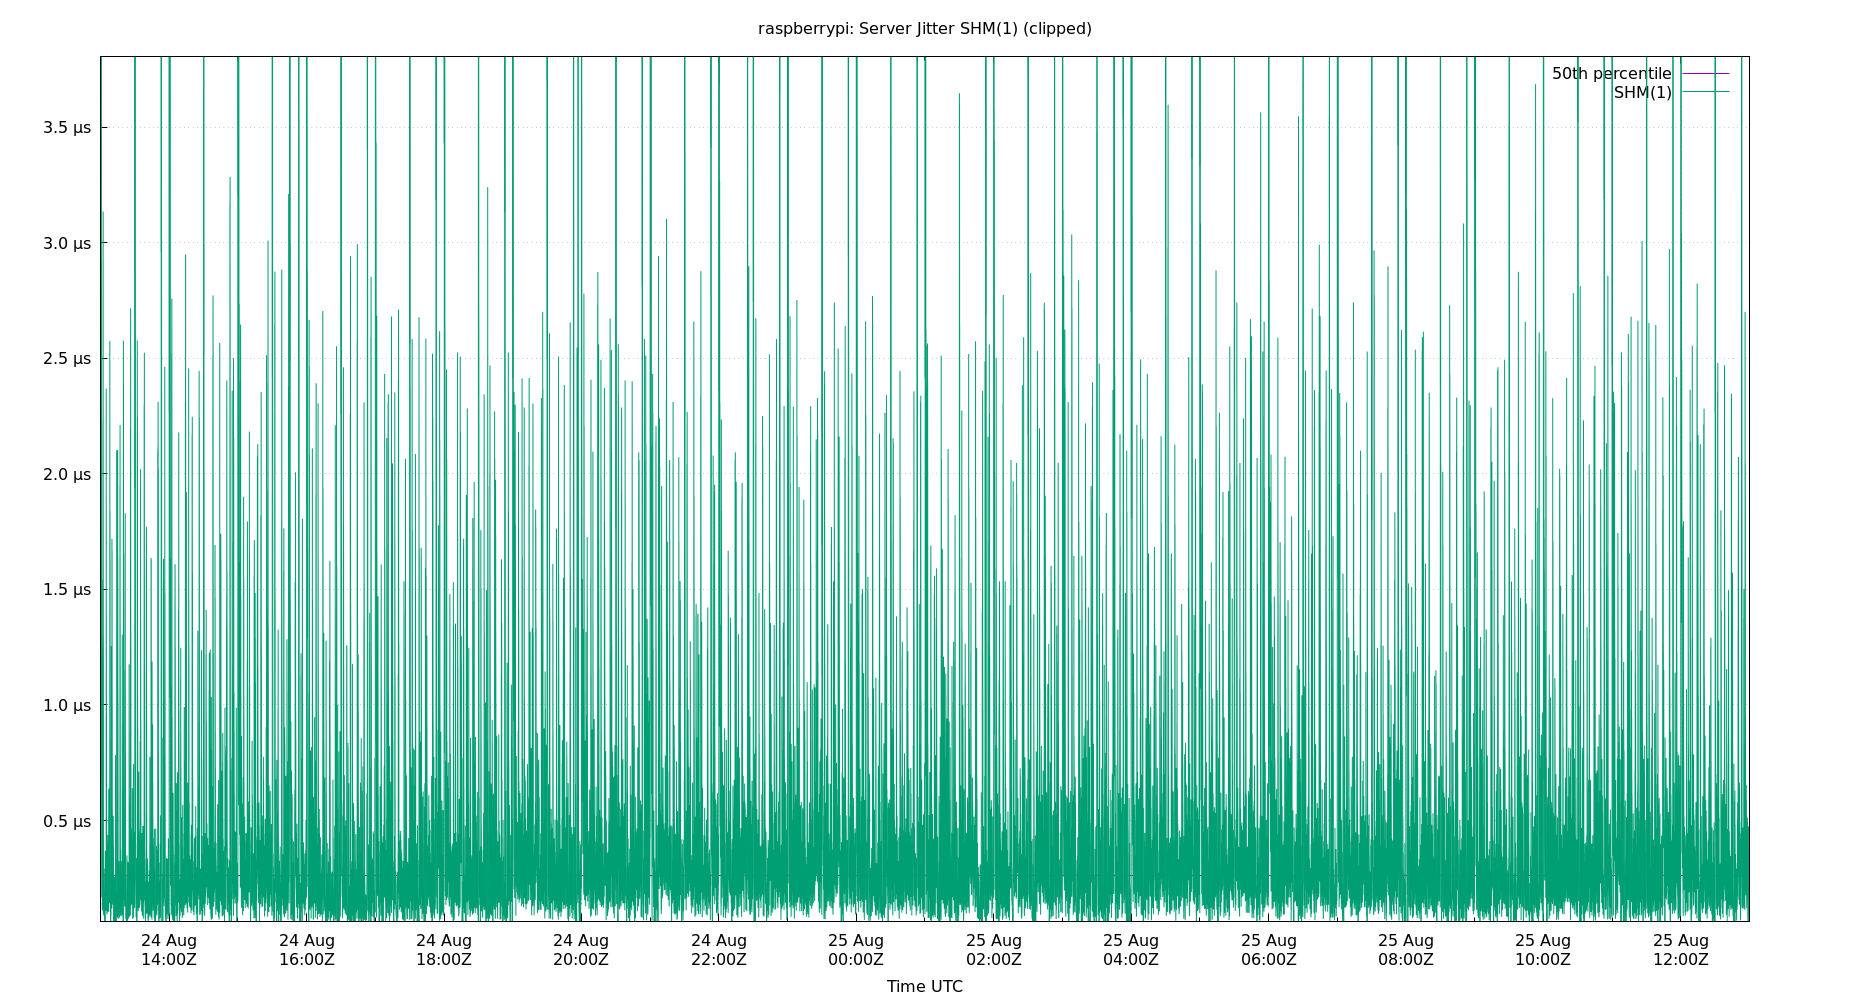 raspberrypi: Server Jitter SHM(1) (clipped)
50th percentile
SHM(1)
3.5 µs
3.0 µs
2.5 µs
2.0 µs
1.5 µs
1.0 µs
0.5 µs
24 Aug 24 Aug 24 Aug 24 Aug 24 Aug 25 Aug 25 Aug 25 Aug 25 Aug 25 Aug 25 Aug 25 Aug
14:00Z 16:00Z 18:00Z 20:00Z 22:00Z 00:00Z 02:00Z 04:00Z 06:00Z 08:00Z 10:00Z 12:00Z
Time UTC